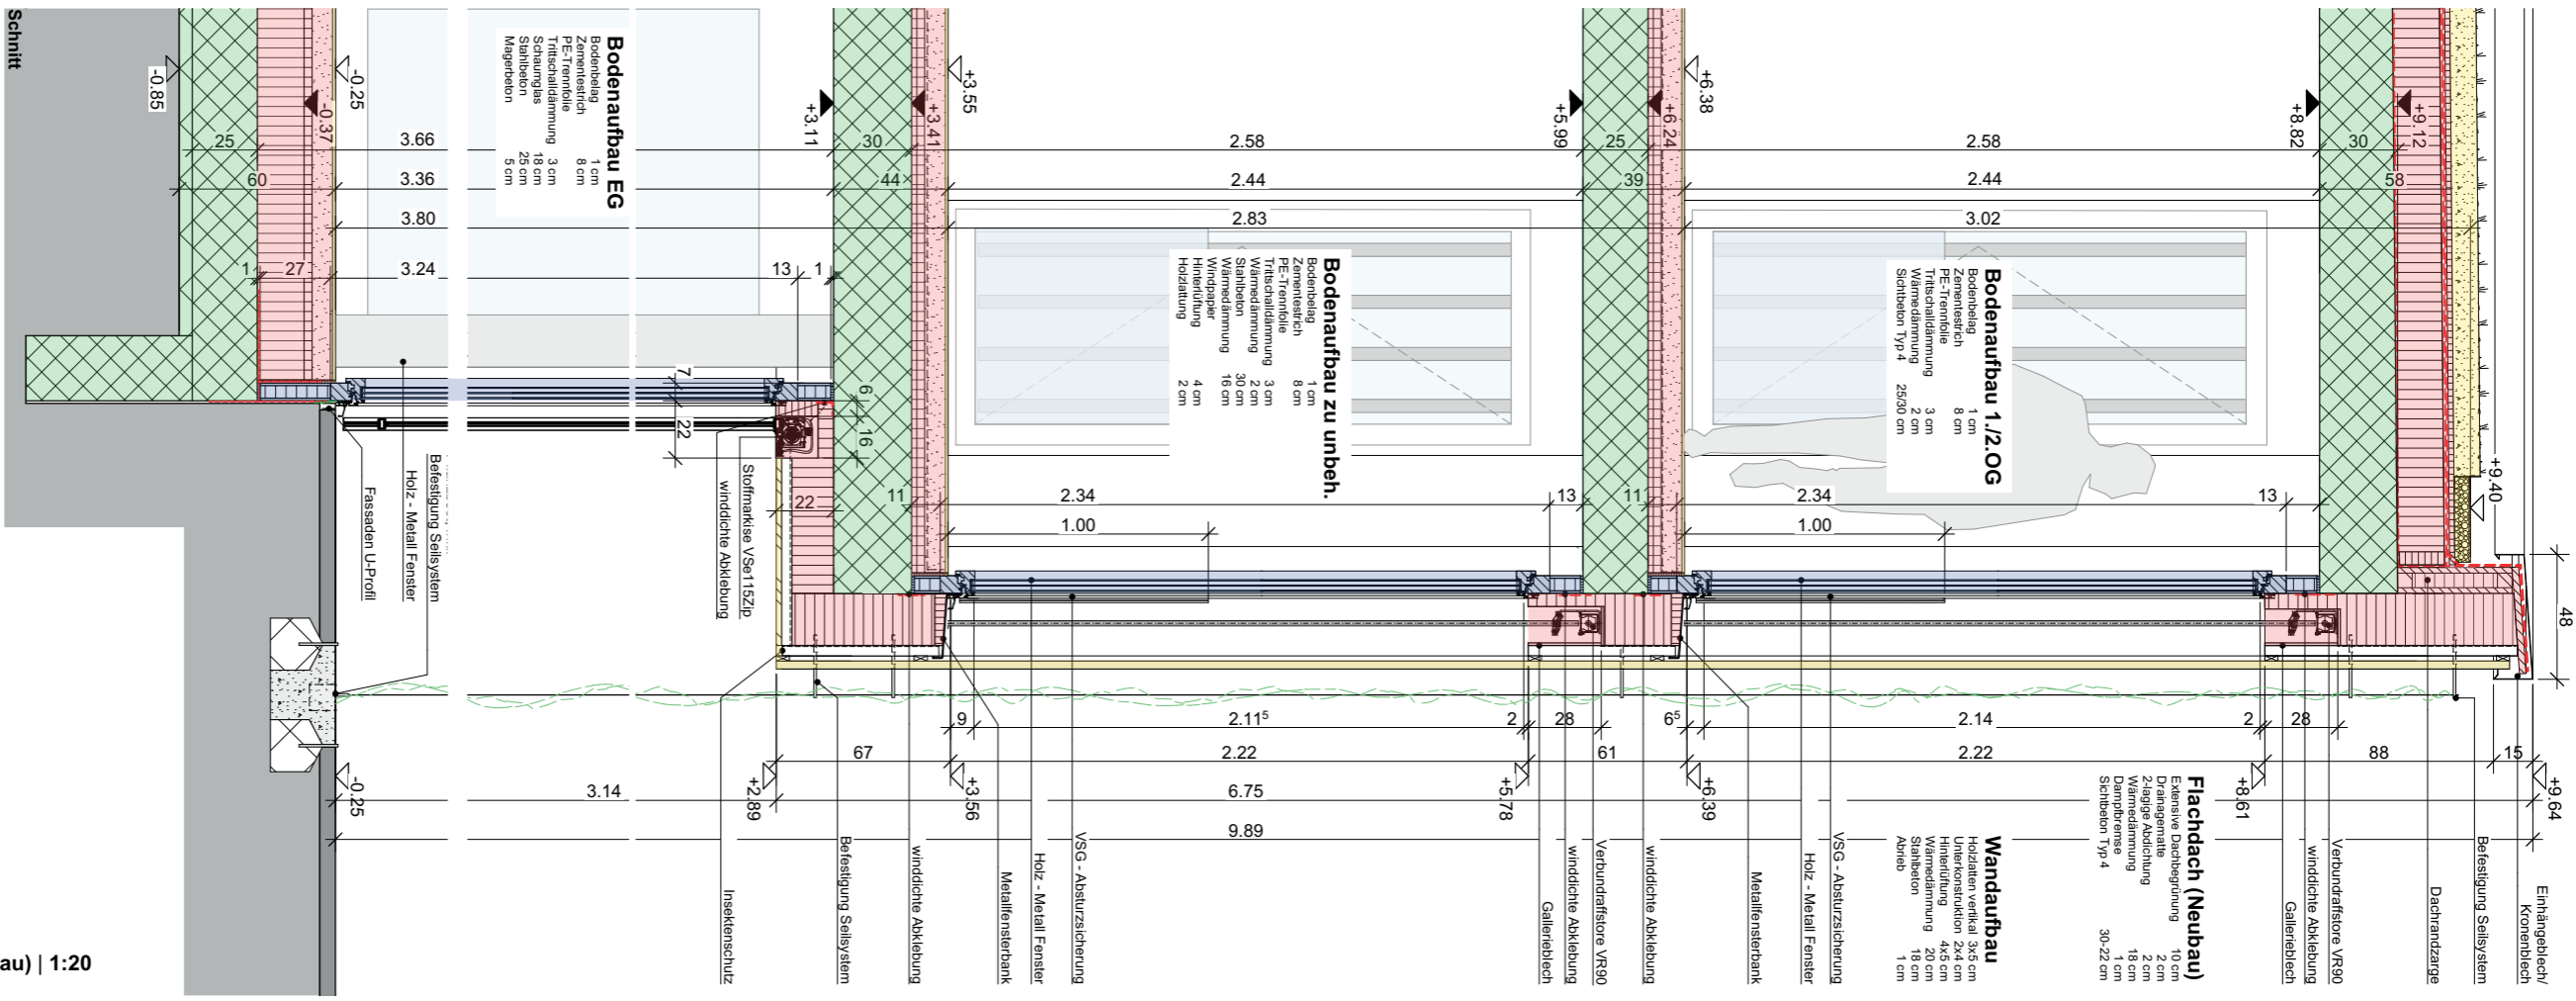 Schnitt
au) | 1:20
Bodenaufbau EG
Bodenbelag 1 cm
Zementestrich 8 cm
PE-Trennfolie
Trittschalldämmung 3 cm
Schaumglas 18 cm
Stahlbeton 25 cm
Magerbeton 5 cm
Bodenaufbau zu unbeh.
Bodenbelag 1 cm
Zementestrich 8 cm
PE-Trennfolie
Trittschalldämmung 3 cm
Wärmedämmung 2 cm
Stahlbeton 30 cm
Wärmedämmung 16 cm
Windpapier
Hinterlüftung 4 cm
Holzlattung 2 cm
Bodenaufbau 1./2.OG
Bodenbelag 1 cm
Zementestrich 8 cm
PE-Trennfolie
Trittschalldämmung 3 cm
Wärmedämmung 2 cm
Sichtbeton Typ 4 25/30 cm
Flachdach (Neubau)
Extensive Dachbegrünung 10 cm
Drainagematte 2 cm
2-lagige Abdichtung 2 cm
Wärmedämmung 18 cm
Dampfbremse 1 cm
Sichtbeton Typ 4 30-22 cm
Wandaufbau
Holzlatten vertikal 3x5 cm
Unterkonstruktion 2x4 cm
Hinterlüftung 4x5 cm
Wärmedämmung 20 cm
Stahlbeton 18 cm
Abrieb 1 cm
Einhängeblech/
Kronenblech
Befestigung Seilsystem
Dachrandzarge
Verbundraffstore VR90
winddichte Abklebung
Gallerieblech
VSG - Absturzsicherung
Holz - Metall Fenster
Metallfensterbank
winddichte Abklebung
Verbundraffstore VR90
winddichte Abklebung
Gallerieblech
VSG - Absturzsicherung
Holz - Metall Fenster
Metallfensterbank
winddichte Abklebung
Befestigung Seilsystem
Insektenschutz
Stoffmarkise VSe115Zip
winddichte Abklebung
Befestigung Seilsystem
Holz - Metall Fenster
Fassaden U-Profil
-0.85
-0.37
-0.25
+3.11
+3.41
+3.55
+5.99
+6.24
+6.38
+8.82
+9.12
+9.40
25 3.66 30 2.58 25 2.58 30
60 3.36 44 2.44 39 2.44 58
3.80 2.83 3.02
1 27 3.24 13 1
7 22
6 16
22 11 2.34 13 11 2.34 13
1.00 1.00
48
9 2.11⁵ 2 28 6⁵ 2.14 2 28
67 2.22 61 2.22 88 15
-0.25 +2.89 +3.56 +5.78 +6.39 +8.61 +9.64
3.14 6.75
9.89